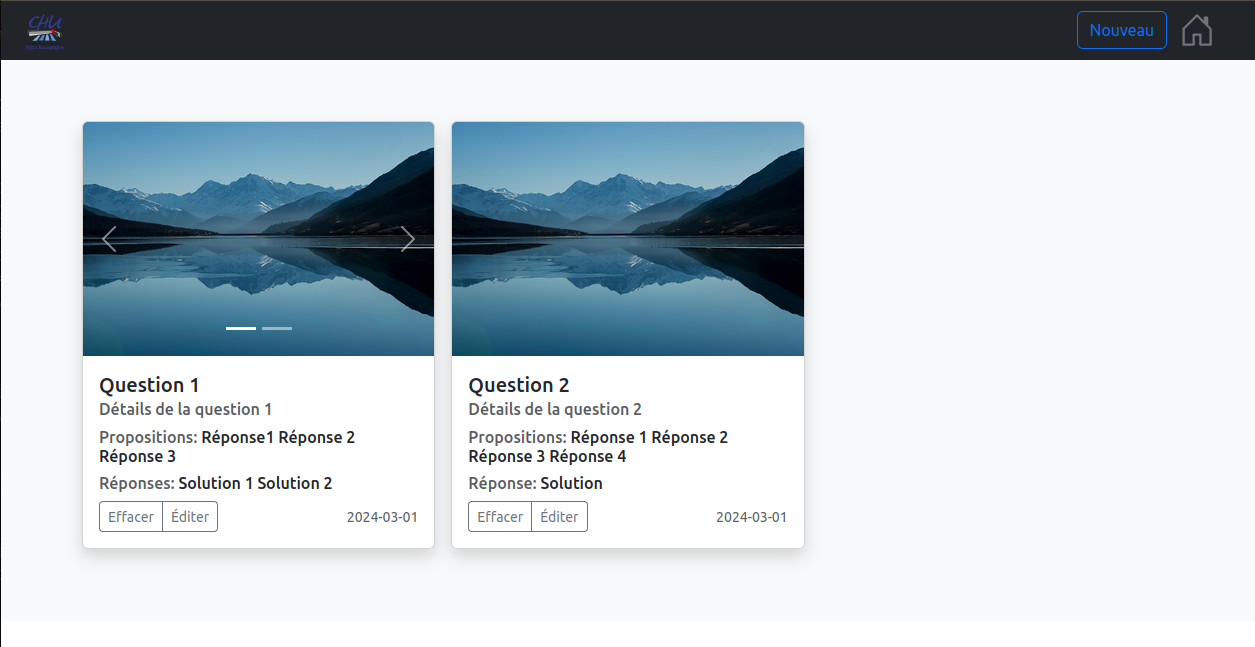 CHU
Dijon Bourgogne
Nouveau
Question 1
Détails de la question 1
Propositions: Réponse1 Réponse 2
Réponse 3
Réponses: Solution 1 Solution 2
Effacer Éditer 2024-03-01
Question 2
Détails de la question 2
Propositions: Réponse 1 Réponse 2
Réponse 3 Réponse 4
Réponse: Solution
Effacer Éditer 2024-03-01